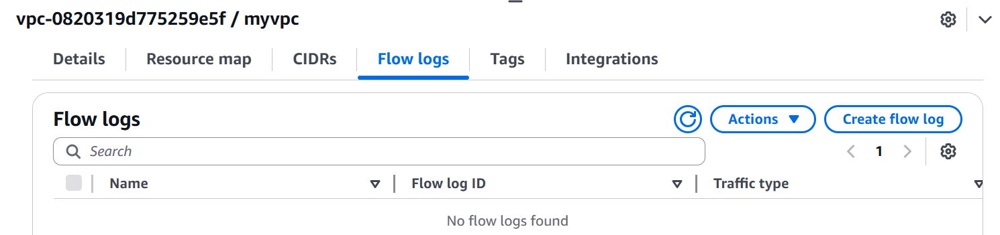 vpc-0820319d775259e5f / myvpc
Details Resource map CIDRs Flow logs Tags Integrations
Flow logs Actions Create flow log
Search 1
Name Flow log ID Traffic type
No flow logs found